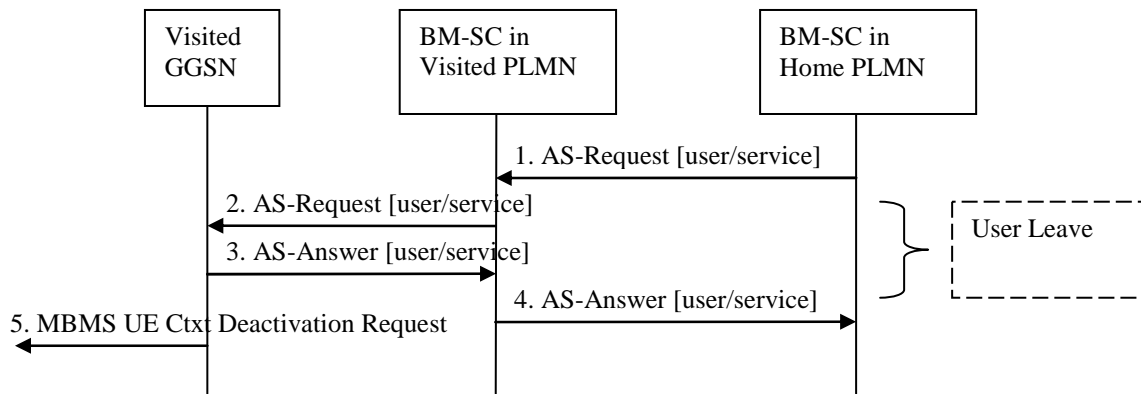 Visited
GGSN
BM-SC in
Visited PLMN
BM-SC in
Home PLMN
1. AS-Request [user/service]
2. AS-Request [user/service]
User Leave
3. AS-Answer [user/service]
4. AS-Answer [user/service]
5. MBMS UE Ctxt Deactivation Request